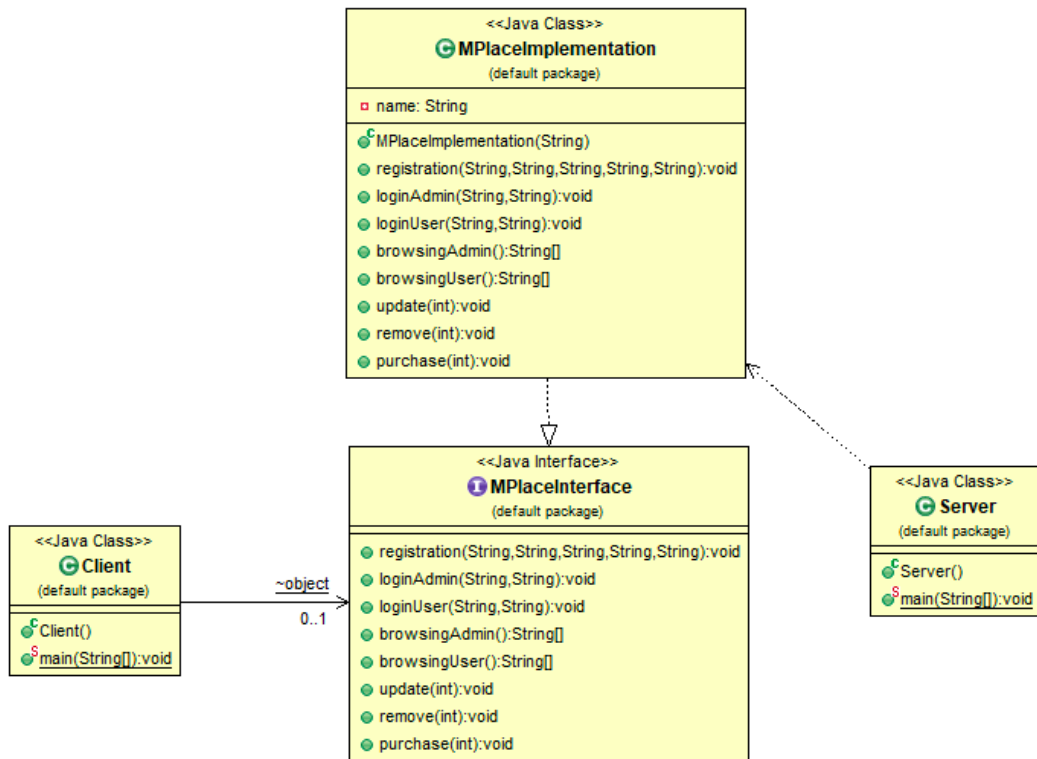 <<Java Class>>
MPlaceImplementation
(default package)
name: String
MPlaceImplementation(String)
registration(String,String,String,String,String):void
loginAdmin(String,String):void
loginUser(String,String):void
browsingAdmin():String[]
browsingUser():String[]
update(int):void
remove(int):void
purchase(int):void
<<Java Interface>>
MPlaceInterface
(default package)
registration(String,String,String,String,String):void
loginAdmin(String,String):void
loginUser(String,String):void
browsingAdmin():String[]
browsingUser():String[]
update(int):void
remove(int):void
purchase(int):void
<<Java Class>>
Server
(default package)
Server()
main(String[]):void
<<Java Class>>
Client
(default package)
Client()
main(String[]):void
~object
0..1